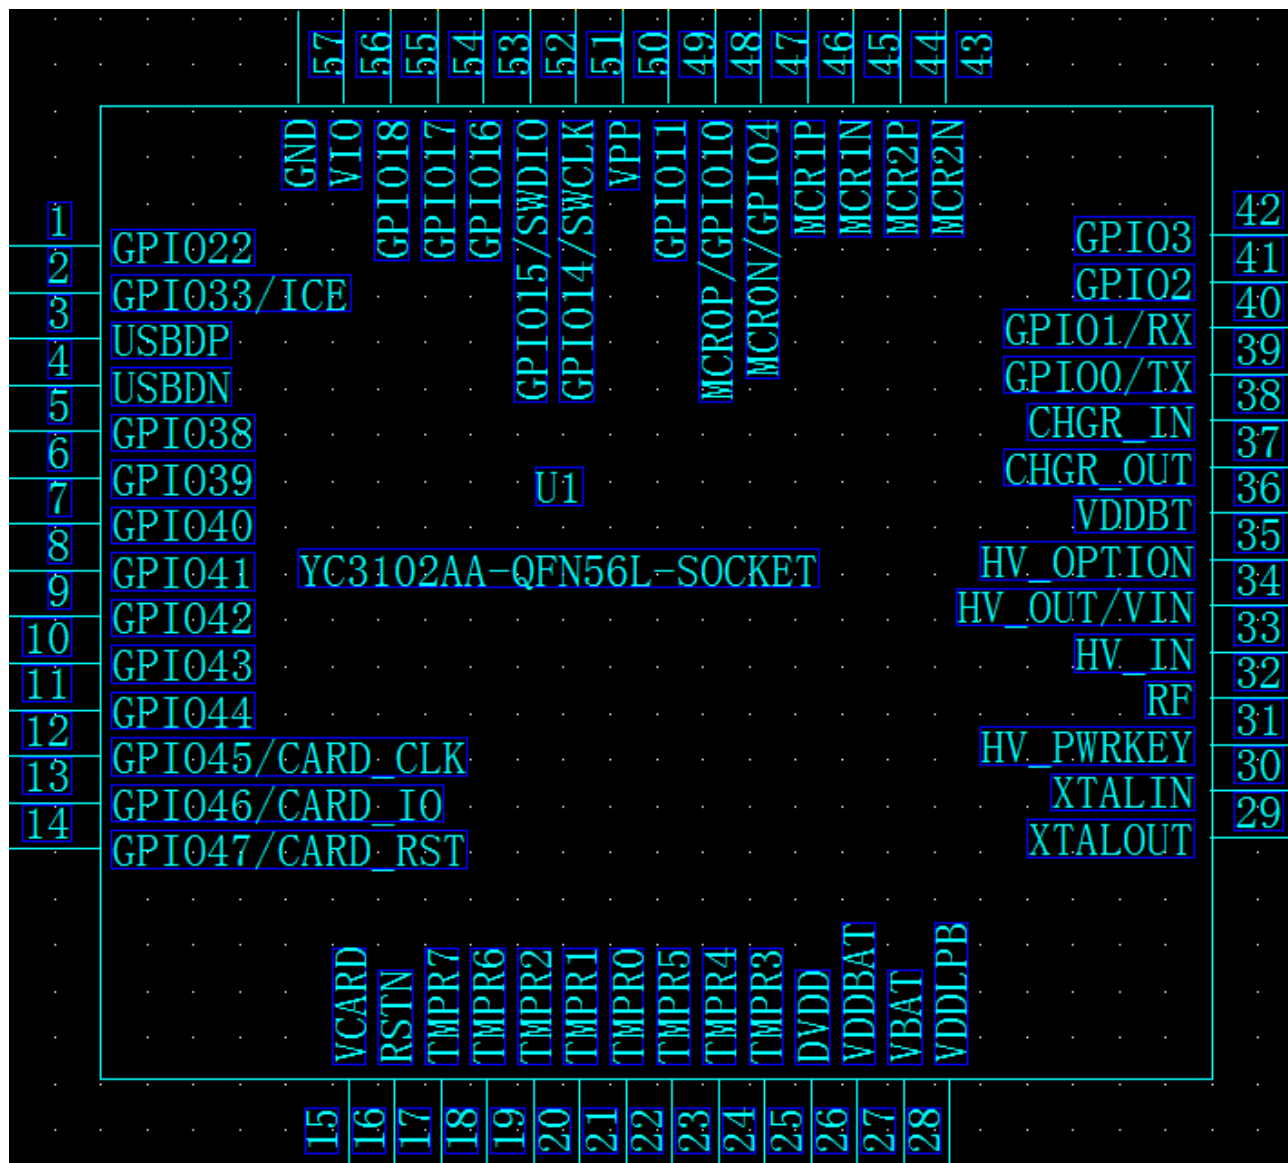 57 56 55 54 53 52 51 50 49 48 47 46 45 44 43
GND VIO GPIO18 GPIO17 GPIO16 GPIO15/SWDIO GPIO14/SWCLK VPP GPIO11 MCR0P/GPIO10 MCR0N/GPIO4 MCR1P MCR1N MCR2P MCR2N
1 GPIO22
2 GPIO33/ICE
3 USBDP
4 USBDN
5 GPIO38
6 GPIO39
7 GPIO40
8 GPIO41
9 GPIO42
10 GPIO43
11 GPIO44
12 GPIO45/CARD_CLK
13 GPIO46/CARD_IO
14 GPIO47/CARD_RST
U1
YC3102AA-QFN56L-SOCKET
GPIO3 42
GPIO2 41
GPIO1/RX 40
GPIO0/TX 39
CHGR_IN 38
CHGR_OUT 37
VDDBT 36
HV_OPTION 35
HV_OUT/VIN 34
HV_IN 33
RF 32
HV_PWRKEY 31
XTALIN 30
XTALOUT 29
VCARD RSTN TMPR7 TMPR6 TMPR2 TMPR1 TMPR0 TMPR5 TMPR4 TMPR3 DVDD VDDBAT VBAT VDDLPB
15 16 17 18 19 20 21 22 23 24 25 26 27 28